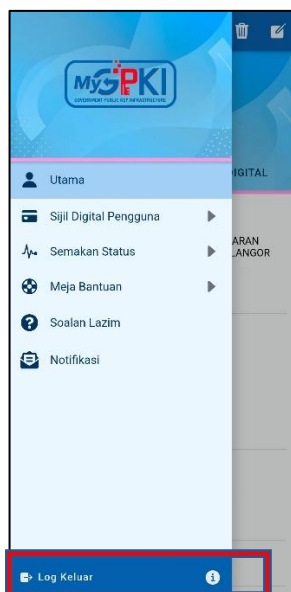 MyGPKI
GOVERNMENT PUBLIC KEY INFRASTRUCTURE
IGITAL
Utama
Sijil Digital Pengguna
ARAN
Semakan Status
LANGOR
Meja Bantuan
Soalan Lazim
Notifikasi
Log Keluar